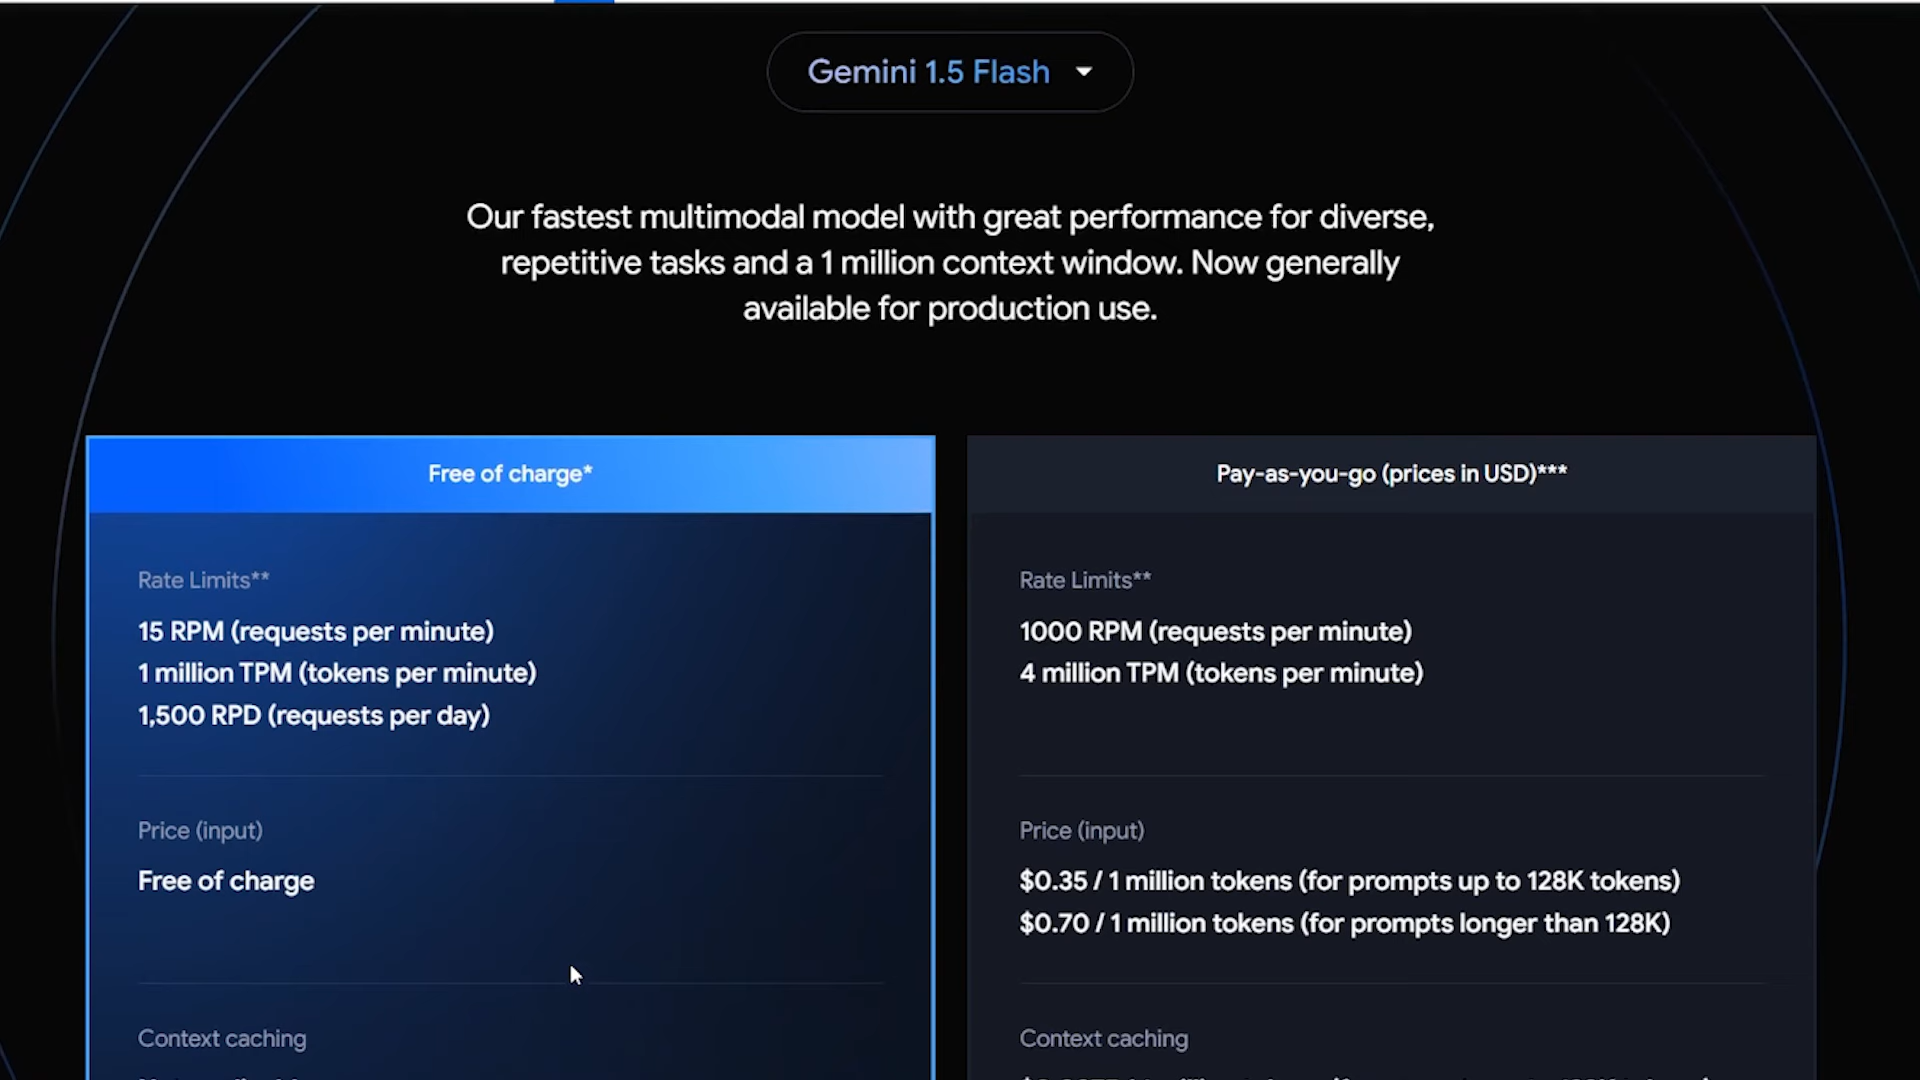 Gemini 1.5 Flash
Our fastest multimodal model with great performance for diverse,
repetitive tasks and a 1 million context window. Now generally
available for production use.
Free of charge*
Rate Limits**
15 RPM (requests per minute)
1 million TPM (tokens per minute)
1,500 RPD (requests per day)
Price (input)
Free of charge
Context caching
Pay-as-you-go (prices in USD)***
Rate Limits**
1000 RPM (requests per minute)
4 million TPM (tokens per minute)
Price (input)
$0.35 / 1 million tokens (for prompts up to 128K tokens)
$0.70 / 1 million tokens (for prompts longer than 128K)
Context caching